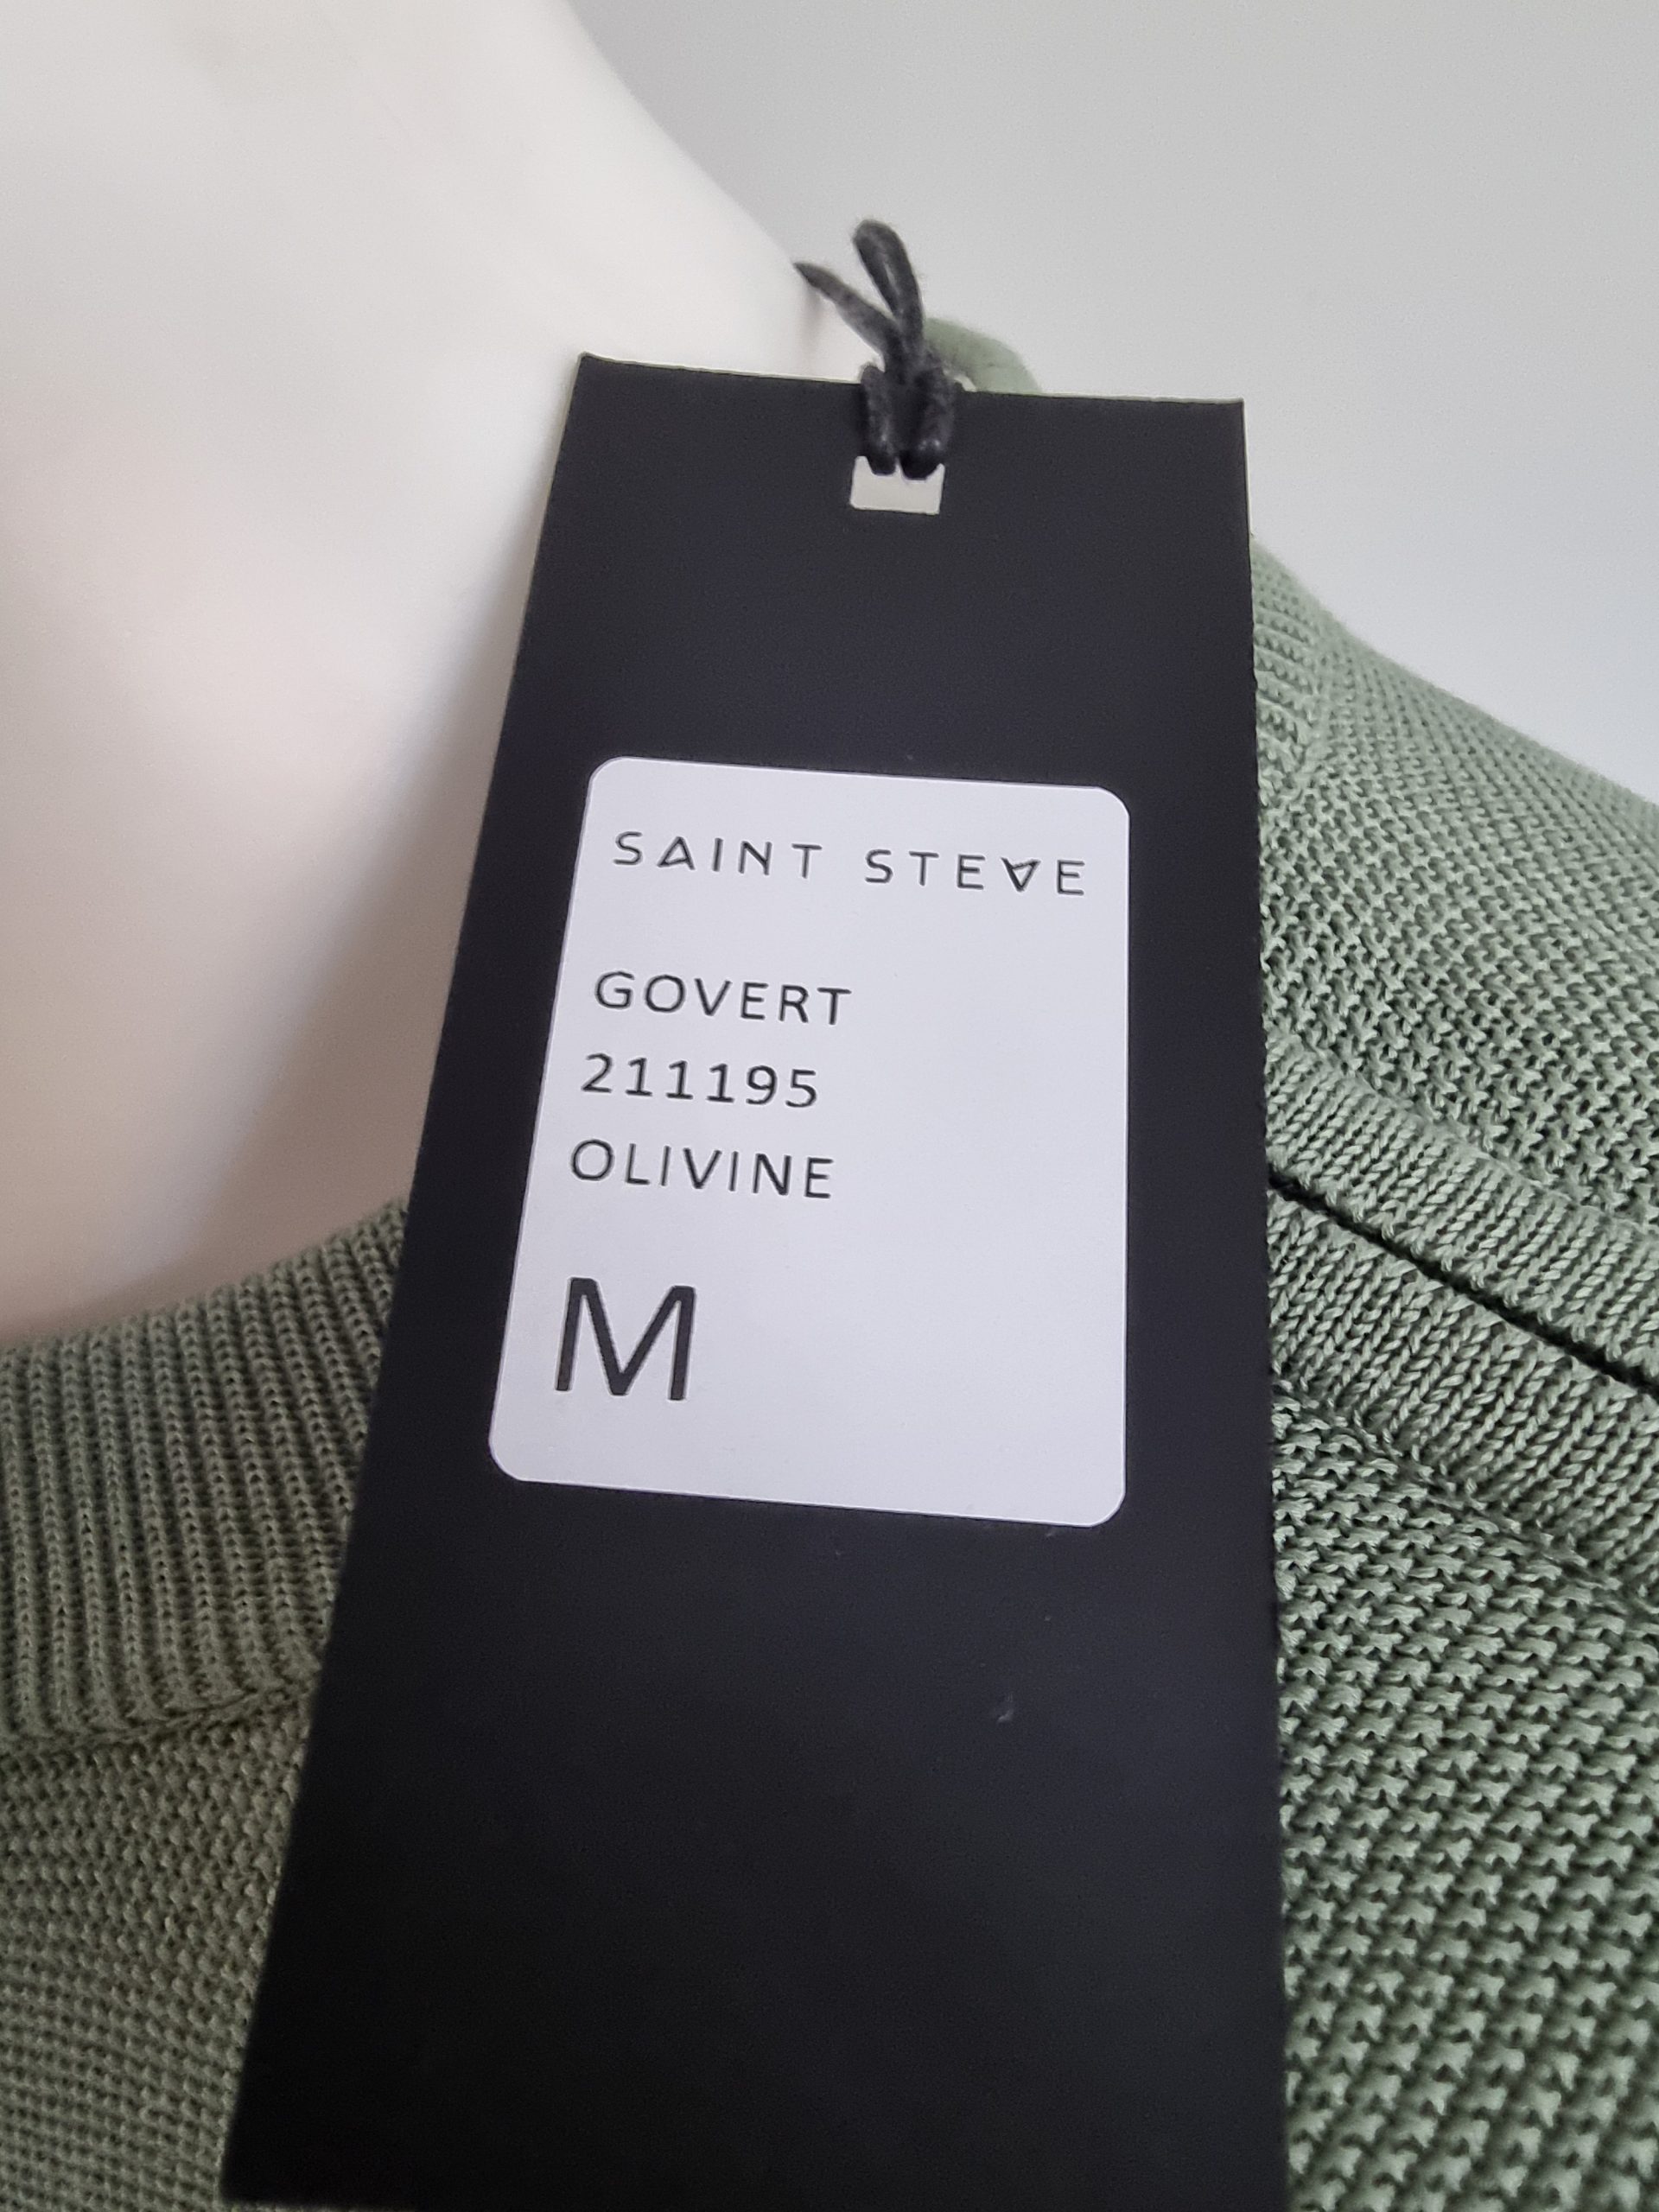 SAINT STEVE
GOVERT
211195
OLIVINE
M